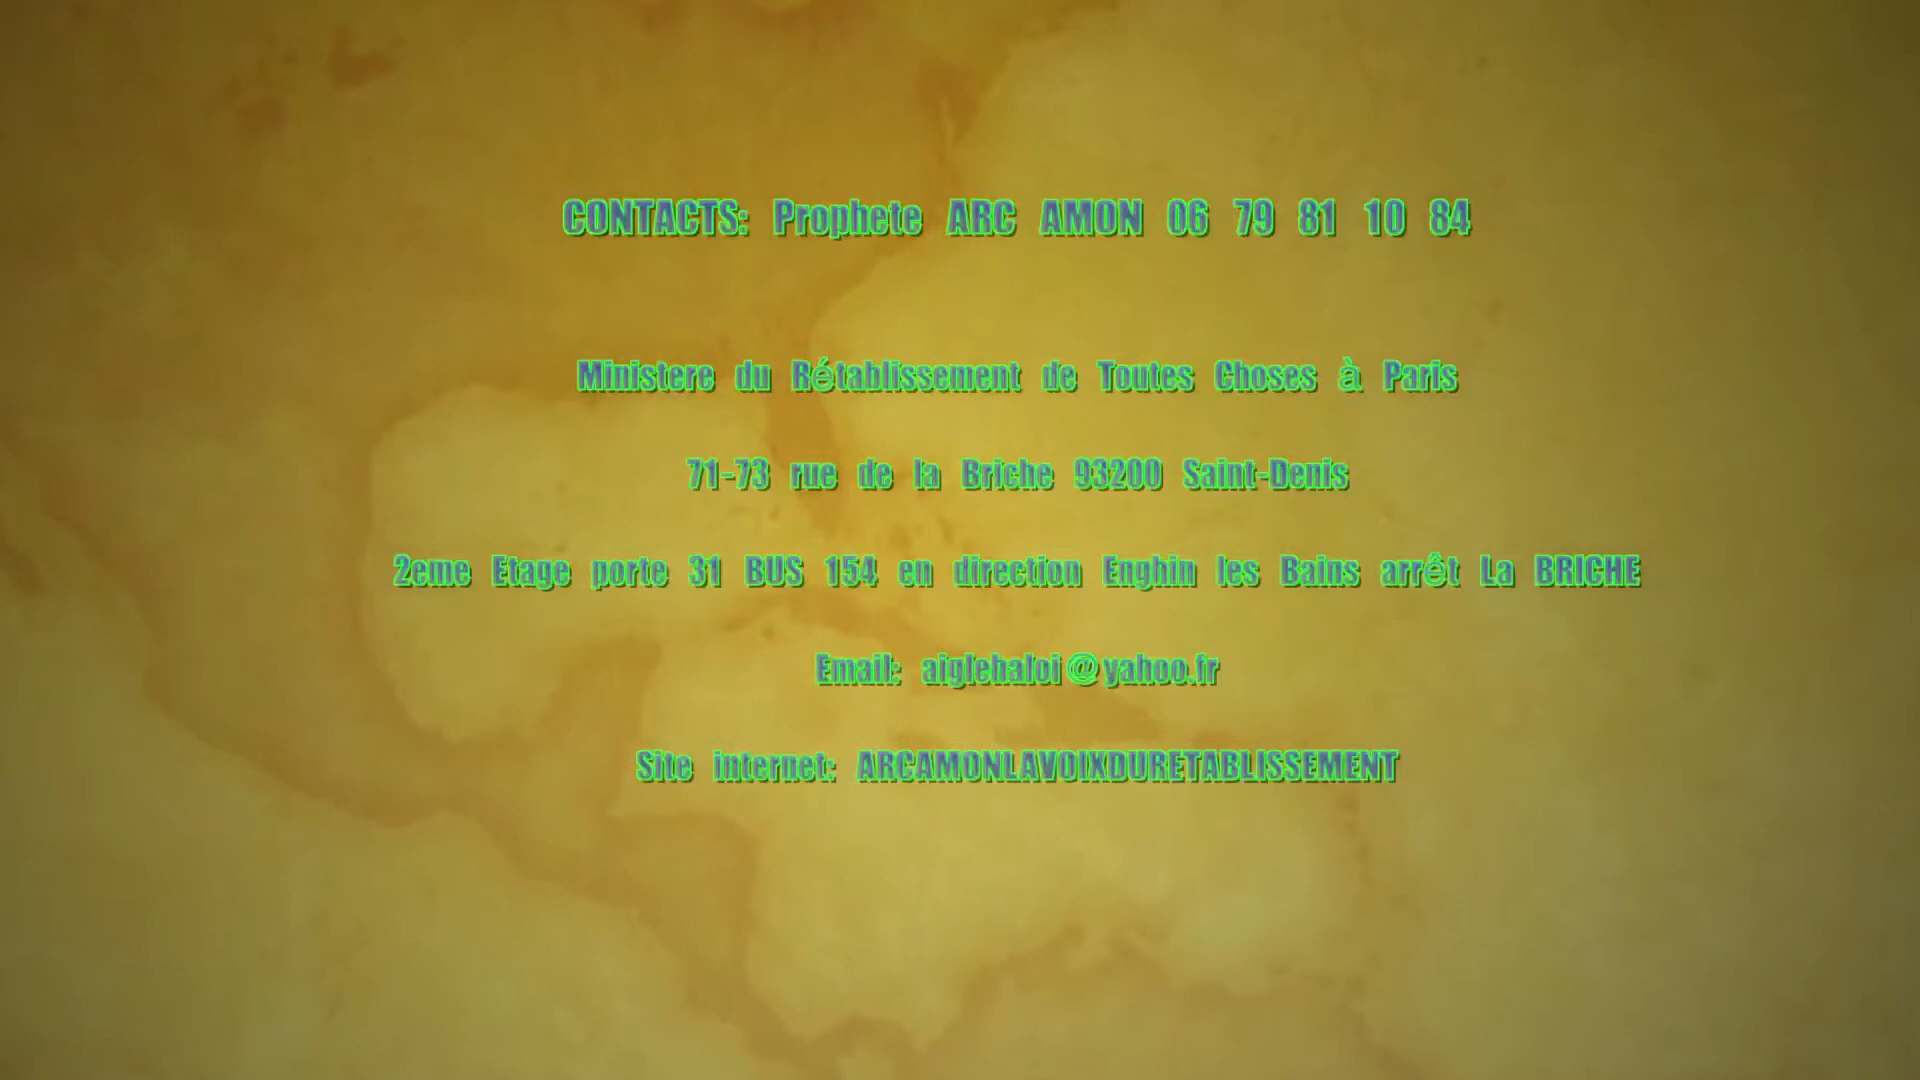 CONTACTS: Prophete ARC AMON 06 79 81 10 84
Ministere du Rétablissement de Toutes Choses à Paris
71-73 rue de la Briche 93200 Saint-Denis
2eme Etage porte 31 BUS 154 en direction Enghin les Bains arrêt La BRICHE
Email: aiglehaloi@yahoo.fr
Site internet: ARCAMONLAVOIXDURETABLISSEMENT